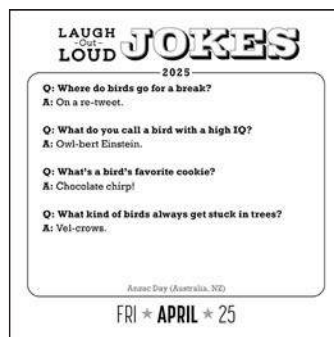 LAUGH
-Out-
LOUD
JOKES
2025
Q: Where do birds go for a break?
A: On a re-tweet.
Q: What do you call a bird with a high IQ?
A: Owl-bert Einstein.
Q: What's a bird's favorite cookie?
A: Chocolate chirp!
Q: What kind of birds always get stuck in trees?
A: Vel-crows.
Anzac Day (Australia, NZ)
FRI ★ APRIL ★ 25